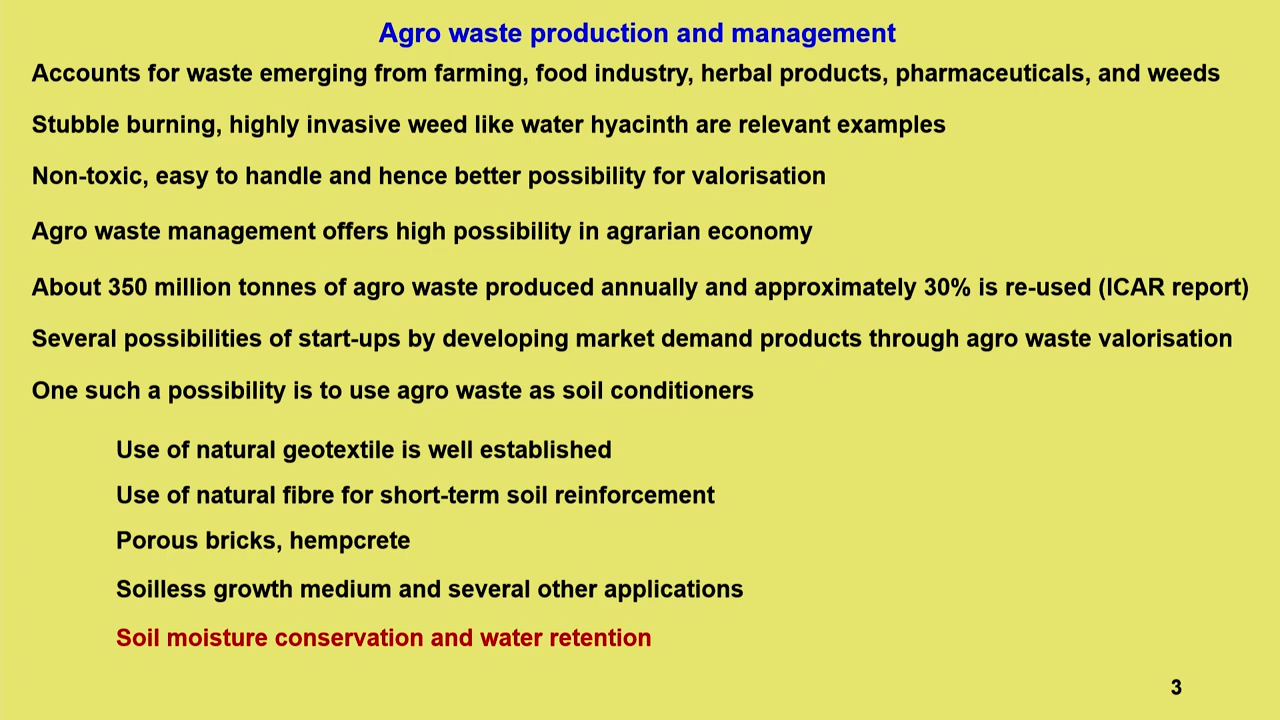 Agro waste production and management
Accounts for waste emerging from farming, food industry, herbal products, pharmaceuticals, and weeds
Stubble burning, highly invasive weed like water hyacinth are relevant examples
Non-toxic, easy to handle and hence better possibility for valorisation
Agro waste management offers high possibility in agrarian economy
About 350 million tonnes of agro waste produced annually and approximately 30% is re-used (ICAR report)
Several possibilities of start-ups by developing market demand products through agro waste valorisation
One such a possibility is to use agro waste as soil conditioners
Use of natural geotextile is well established
Use of natural fibre for short-term soil reinforcement
Porous bricks, hempcrete
Soilless growth medium and several other applications
Soil moisture conservation and water retention
3